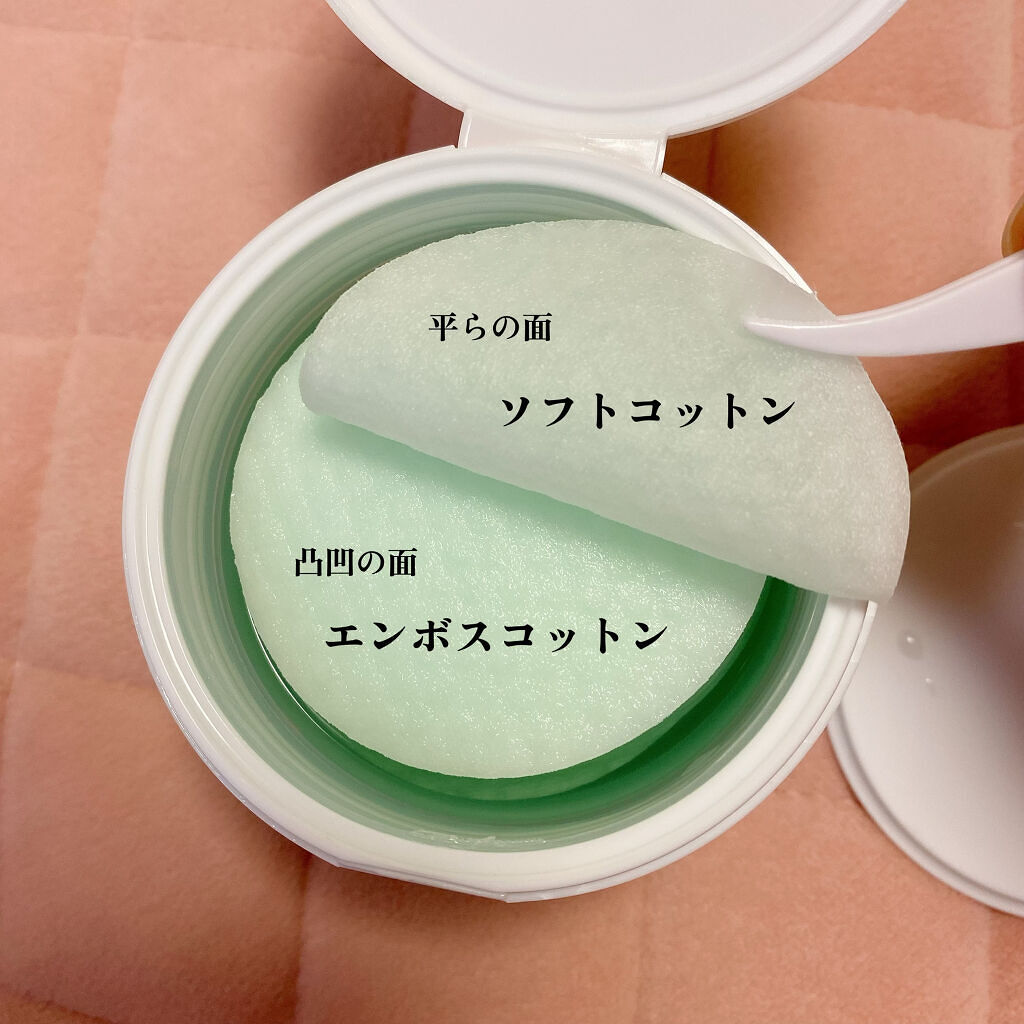 平らの面
ソフトコットン
凸凹の面
エンボスコットン